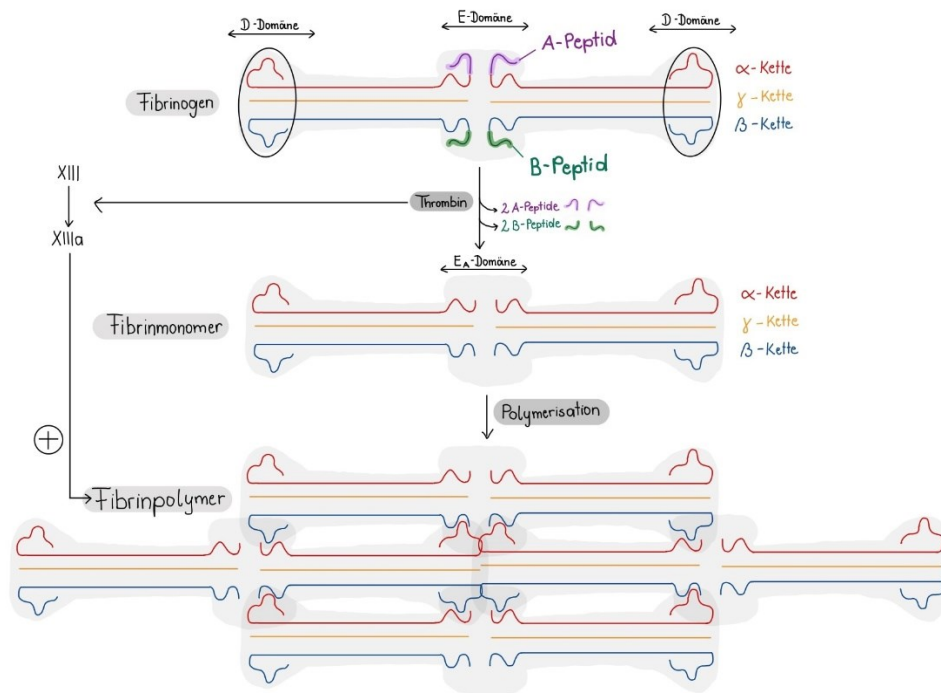 D-Domäne
E-Domäne
D-Domäne
A-Peptid
α-Kette
Fibrinogen
γ-Kette
β-Kette
B-Peptid
XIII
Thrombin
2 A-Peptide
2 B-Peptide
XIIIa
EA-Domäne
α-Kette
Fibrinmonomer
γ-Kette
β-Kette
Polymerisation
+
Fibrinpolymer